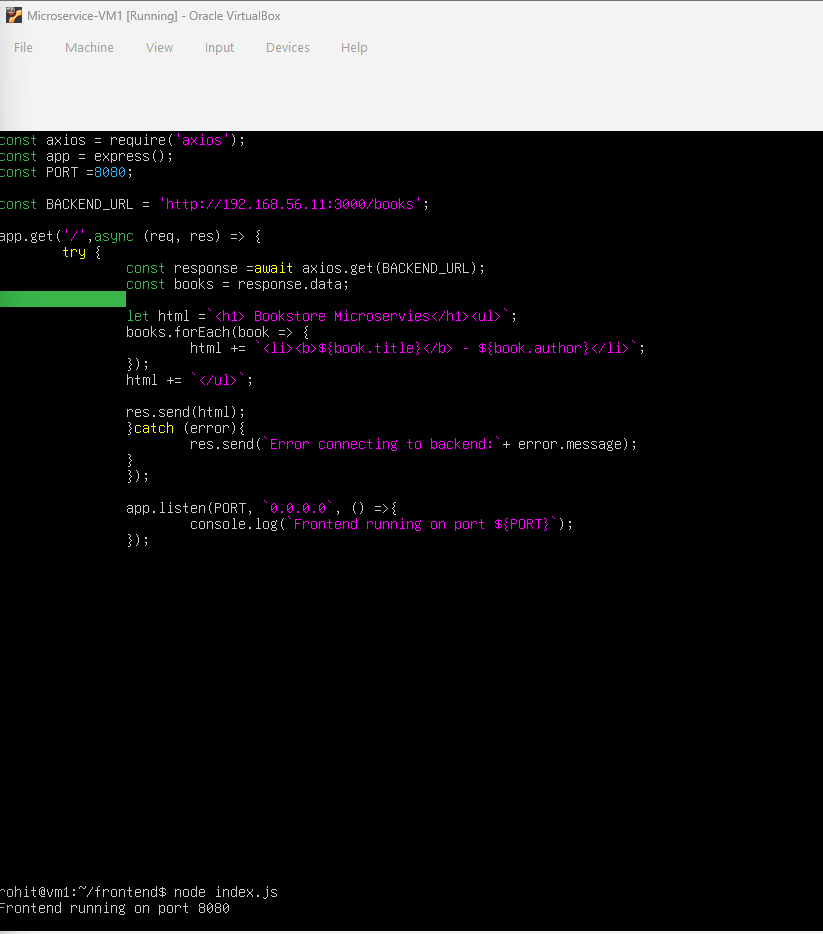 Microservice-VM1 [Running] - Oracle VirtualBox
File Machine View Input Devices Help
const axios = require('axios');
const app = express();
const PORT =8080;
const BACKEND_URL = 'http://192.168.56.11:3000/books';
app.get('/',async (req, res) => {
try {
const response =await axios.get(BACKEND_URL);
const books = response.data;
let html =`<h1> Bookstore Microservies</h1><ul>`;
books.forEach(book => {
html += `<li><b>${book.title}</b> - ${book.author}</li>`;
});
html += `</ul>`;
res.send(html);
}catch (error){
res.send(`Error connecting to backend:`+ error.message);
}
});
app.listen(PORT, `0.0.0.0`, () =>{
console.log(`Frontend running on port ${PORT}`);
});
rohit@vm1:~/frontend$ node index.js
Frontend running on port 8080